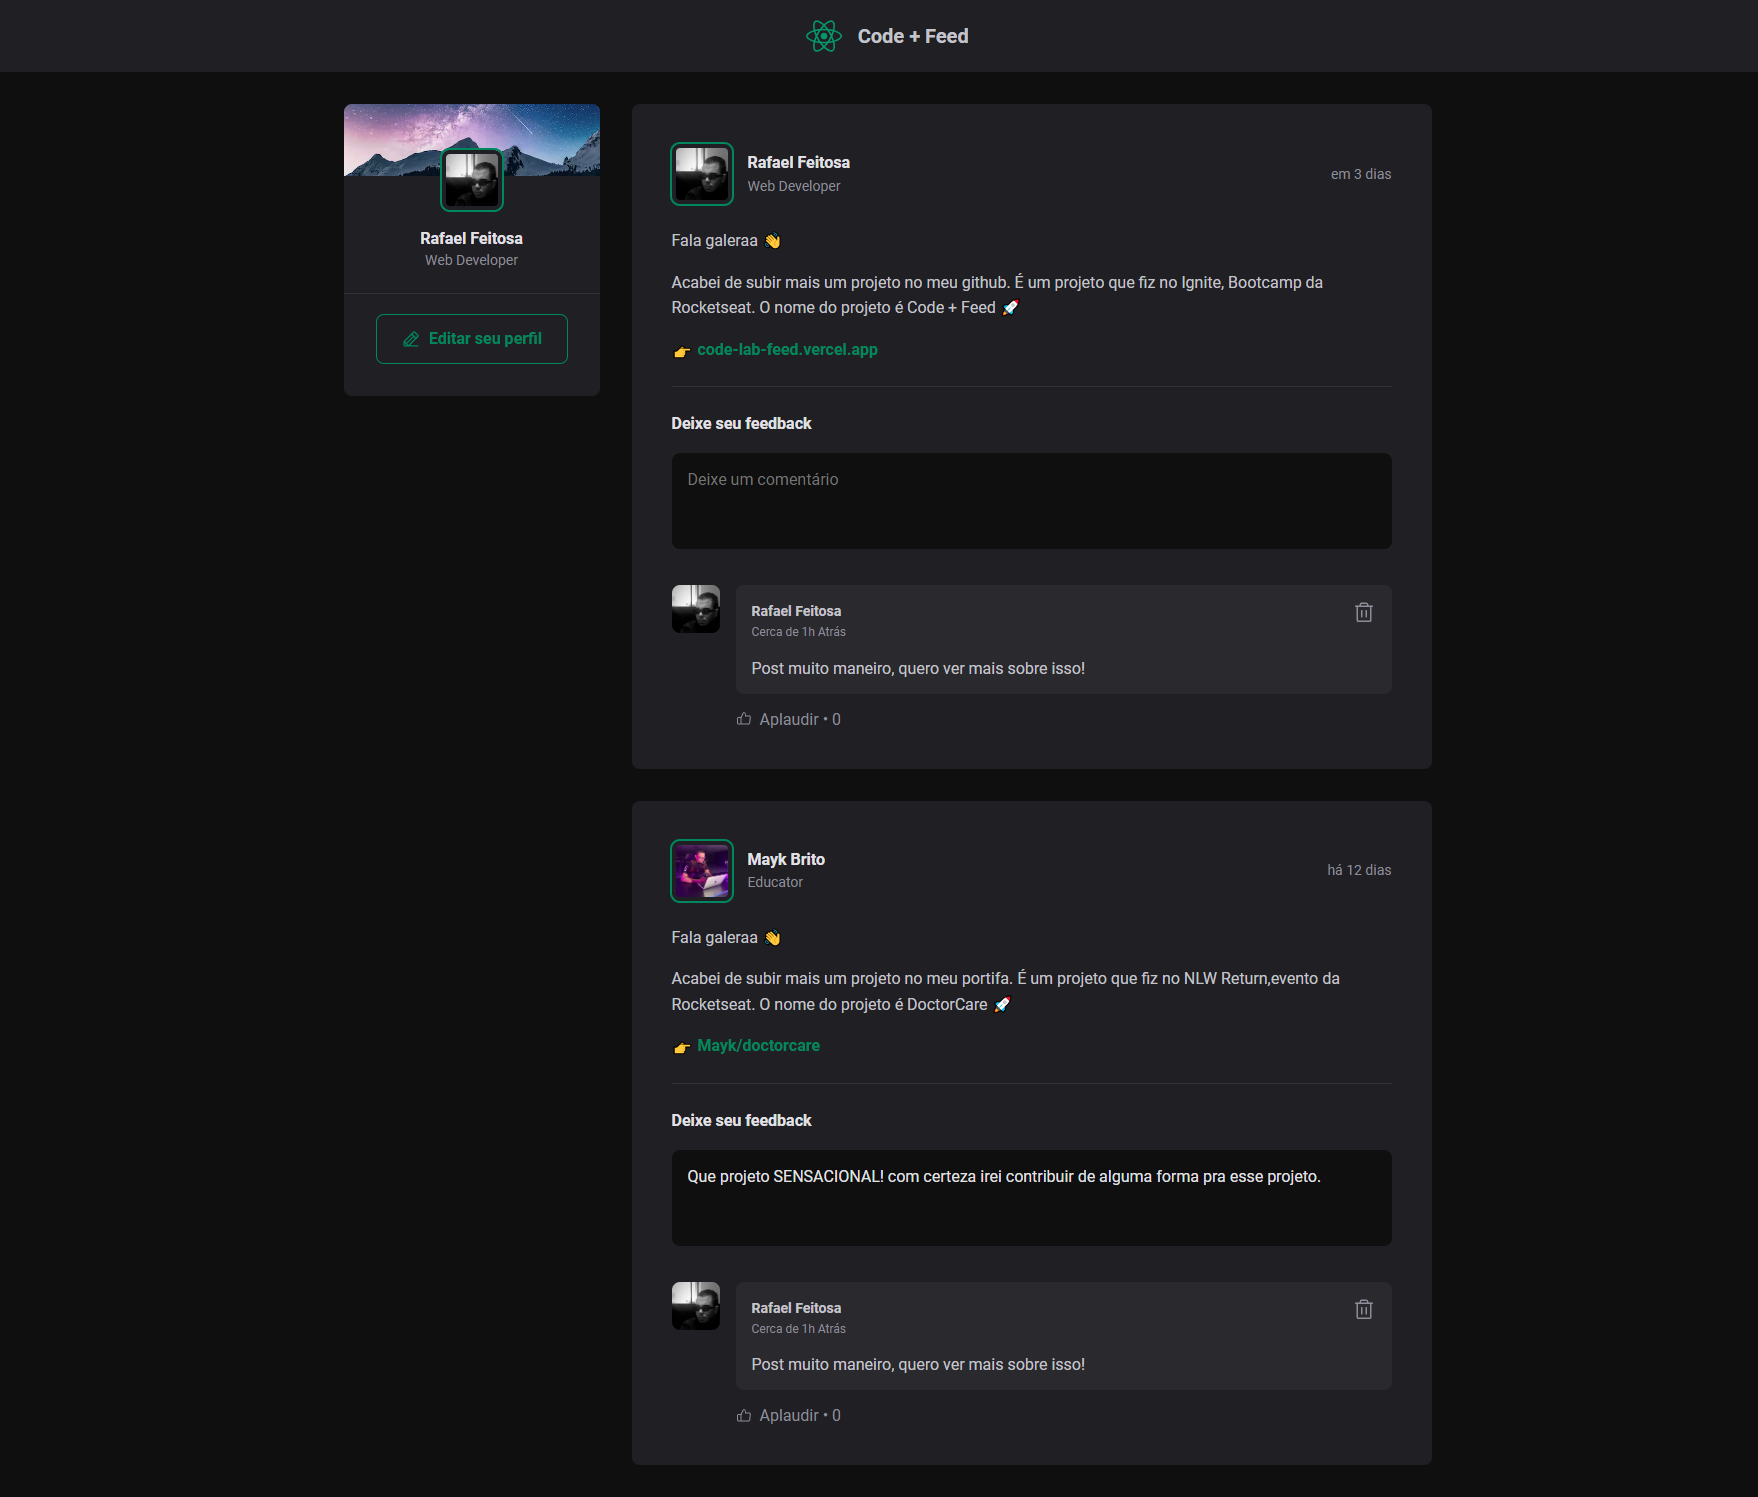 Code + Feed
Rafael Feitosa
Web Developer
Editar seu perfil
Rafael Feitosa
Web Developer
em 3 dias
Fala galeraa 👋
Acabei de subir mais um projeto no meu github. É um projeto que fiz no Ignite, Bootcamp da
Rocketseat. O nome do projeto é Code + Feed 🚀
👉 code-lab-feed.vercel.app
Deixe seu feedback
Deixe um comentário
Rafael Feitosa
Cerca de 1h Atrás
Post muito maneiro, quero ver mais sobre isso!
Aplaudir • 0
Mayk Brito
Educator
há 12 dias
Fala galeraa 👋
Acabei de subir mais um projeto no meu portifa. É um projeto que fiz no NLW Return,evento da
Rocketseat. O nome do projeto é DoctorCare 🚀
👉 Mayk/doctorcare
Deixe seu feedback
Que projeto SENSACIONAL! com certeza irei contribuir de alguma forma pra esse projeto.
Rafael Feitosa
Cerca de 1h Atrás
Post muito maneiro, quero ver mais sobre isso!
Aplaudir • 0